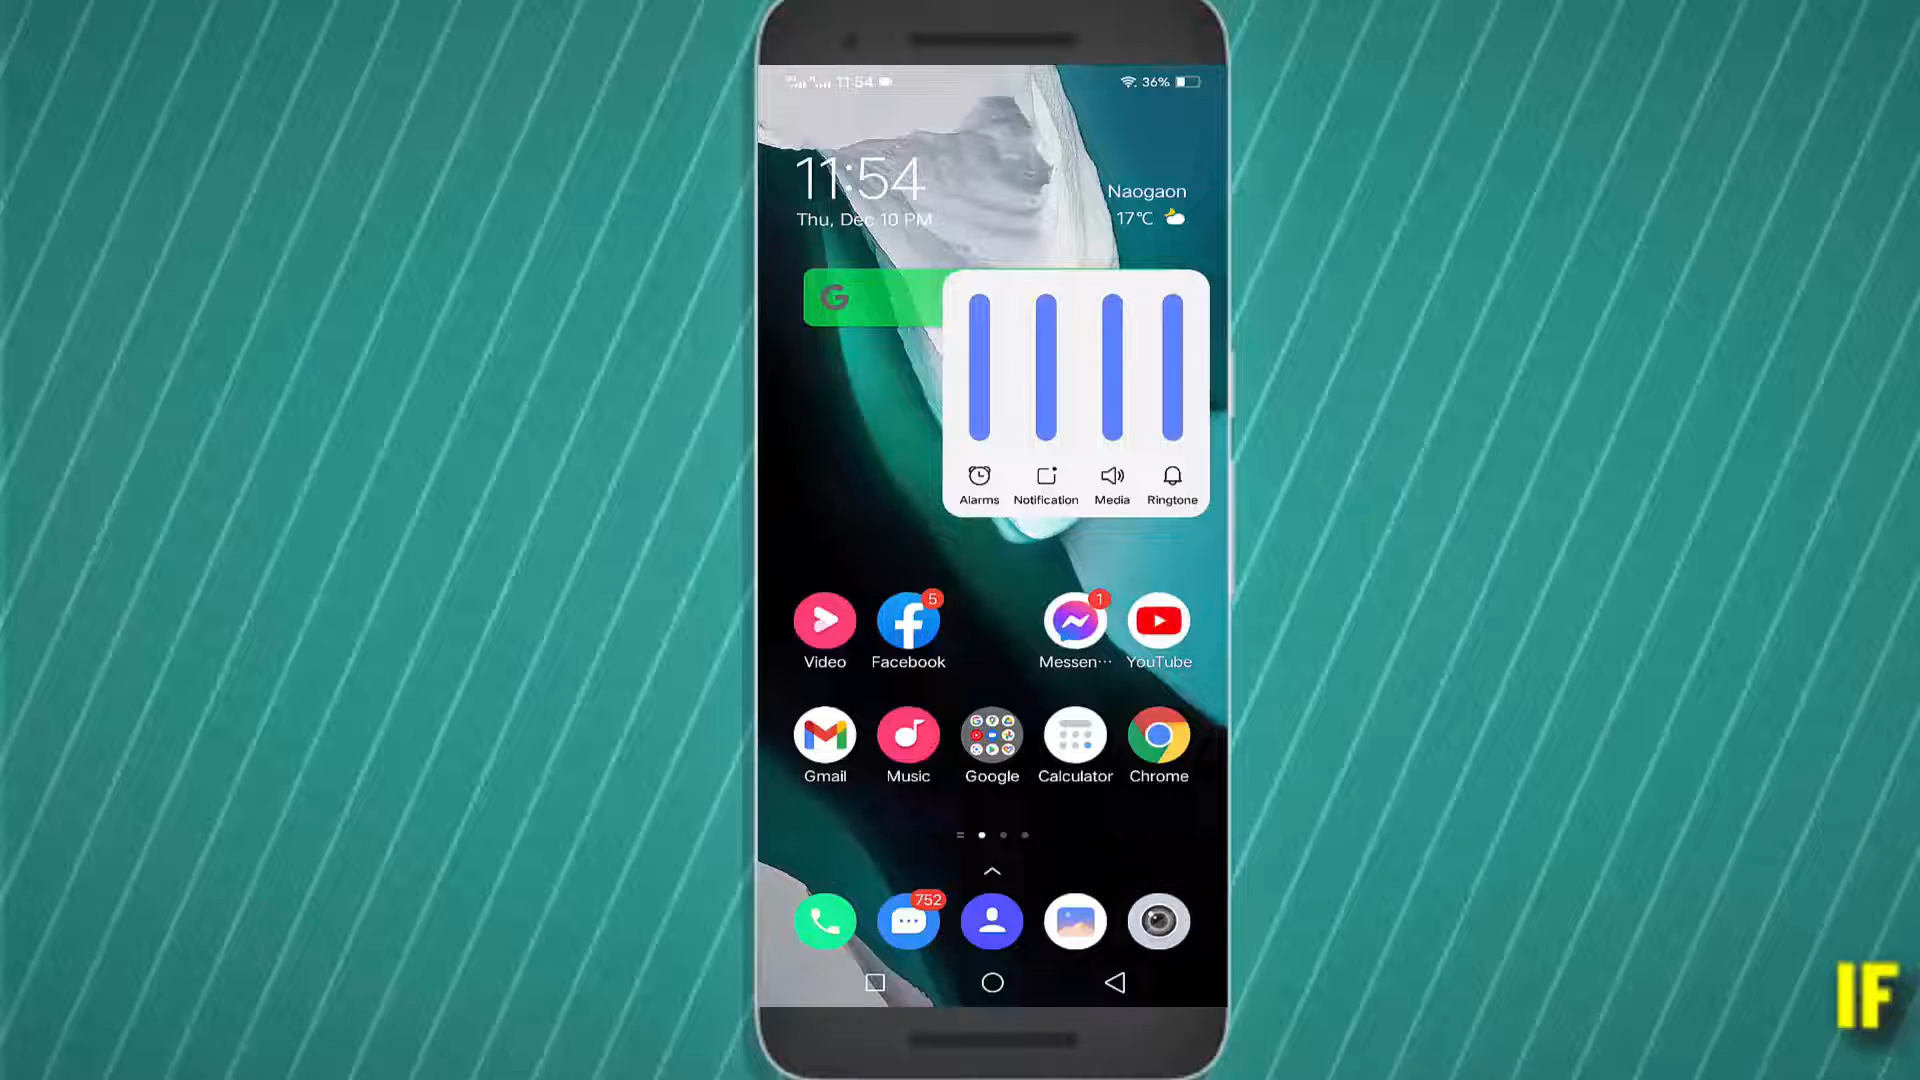 11:54
36%
11:54
Thu, Dec 10 PM
Naogaon
17℃
G
Alarms Notification Media Ringtone
5
1
Video Facebook Messen··· YouTube
Gmail Music Google Calculator Chrome
752
IF